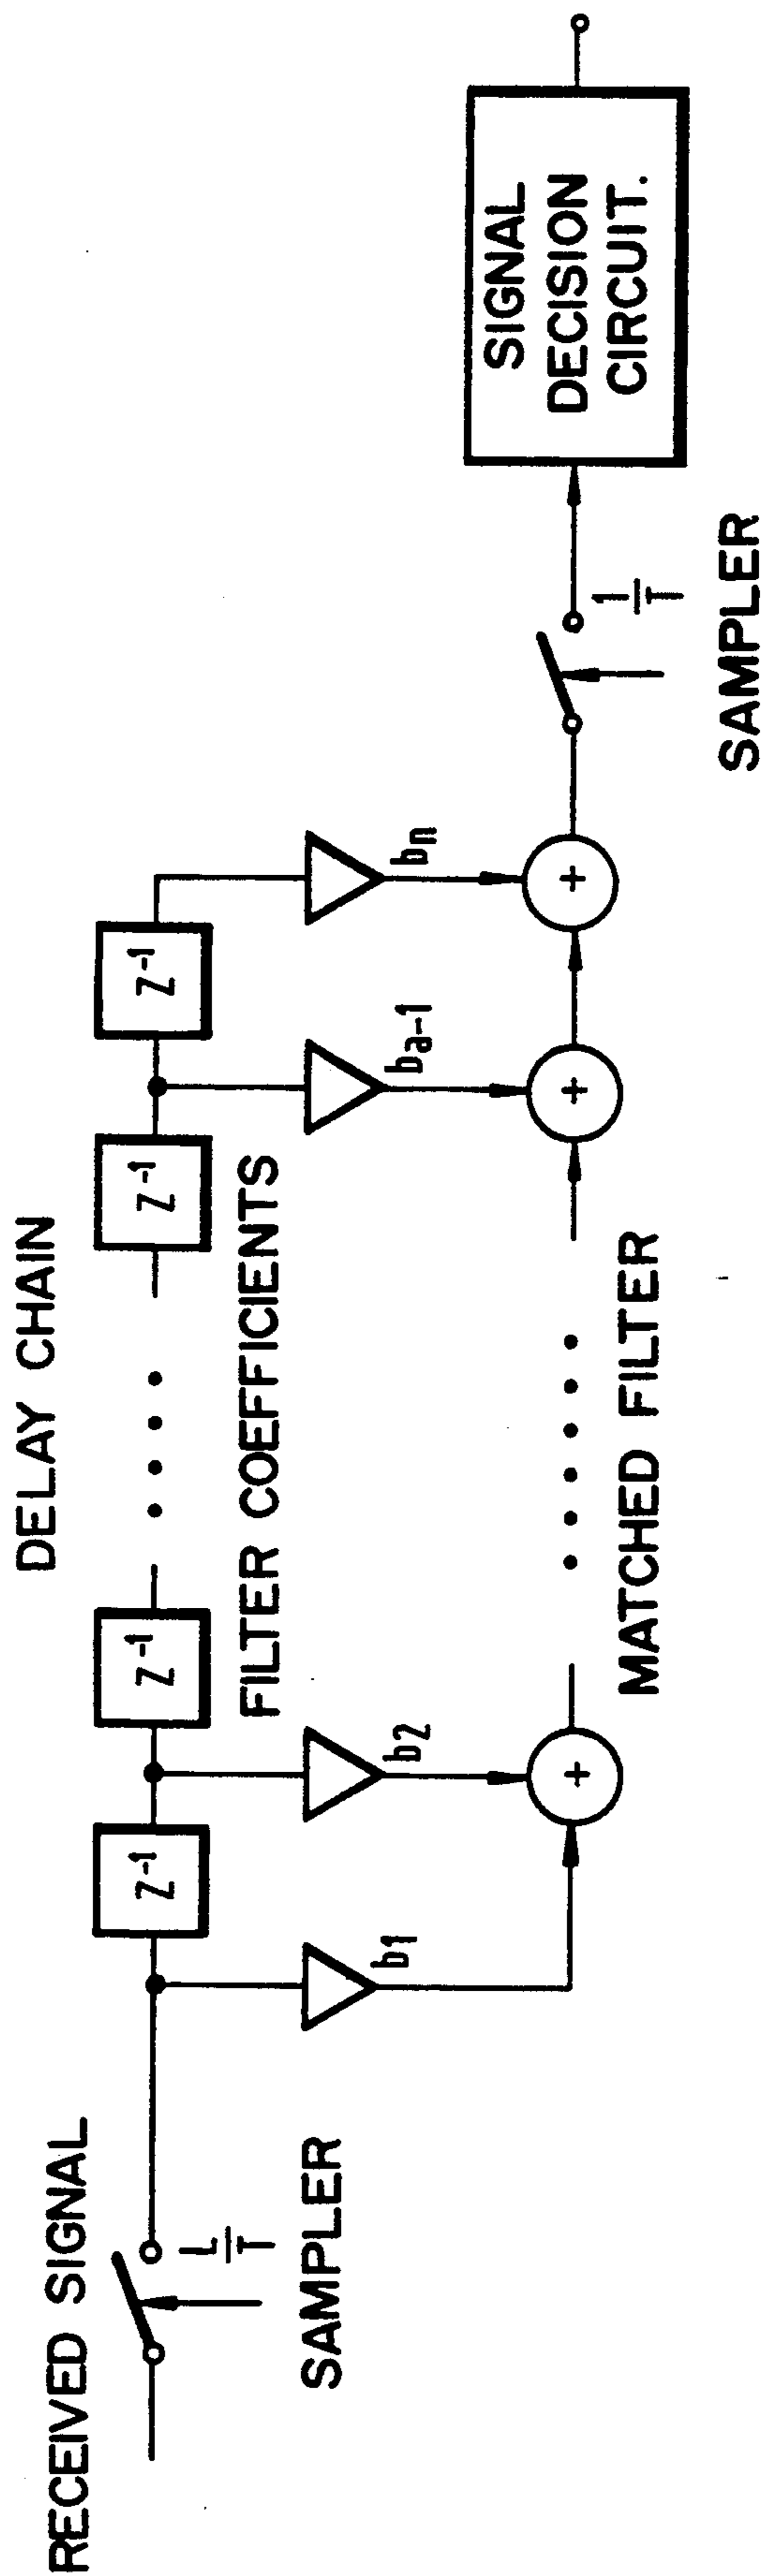 RECEIVED SIGNAL
L/T
SAMPLER
DELAY CHAIN
Z⁻¹
Z⁻¹
Z⁻¹
Z⁻¹
FILTER COEFFICIENTS
b1
b2
ba-1
bn
+
+
+
MATCHED FILTER
1/T
SAMPLER
SIGNAL
DECISION
CIRCUIT.